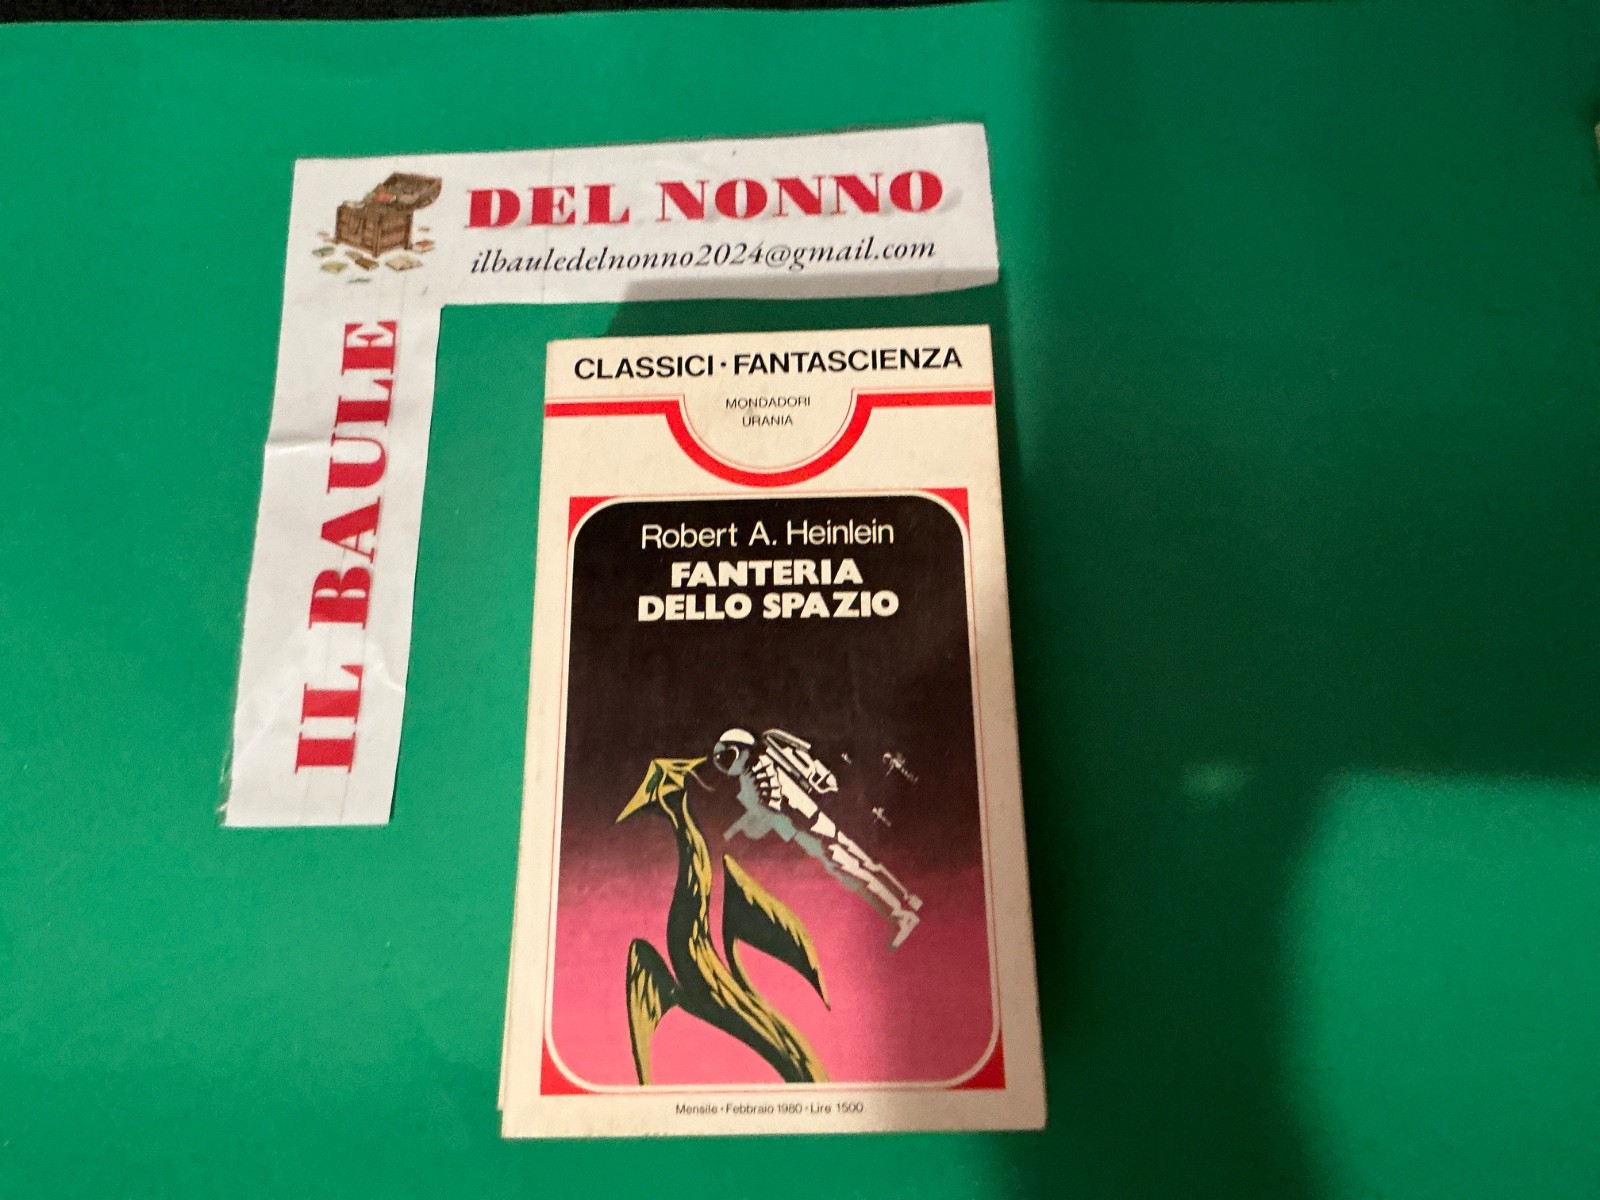 DEL NONNO
ilbauledelnonno2024@gmail.com
IL BAULE
CLASSICI · FANTASCIENZA
MONDADORI
URANIA
Robert A. Heinlein
FANTERIA
DELLO SPAZIO
Mensile · Febbraio 1980 · Lire 1500